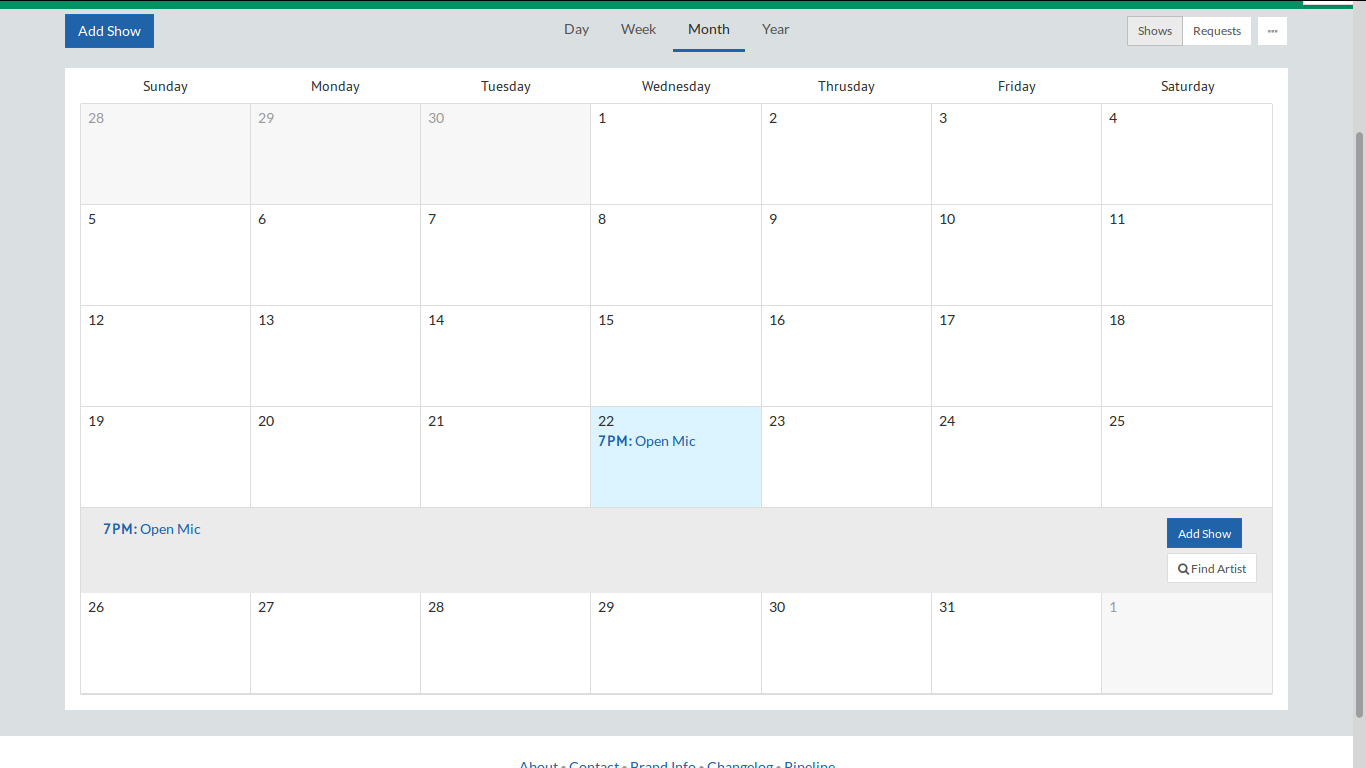 Add Show Day Week Month Year Shows Requests ...
Sunday Monday Tuesday Wednesday Thrusday Friday Saturday
28 29 30 1 2 3 4
5 6 7 8 9 10 11
12 13 14 15 16 17 18
19 20 21 22 23 24 25
7PM: Open Mic
7PM: Open Mic Add Show
Find Artist
26 27 28 29 30 31 1
About • Contact • Brand Info • Changelog • Pipeline